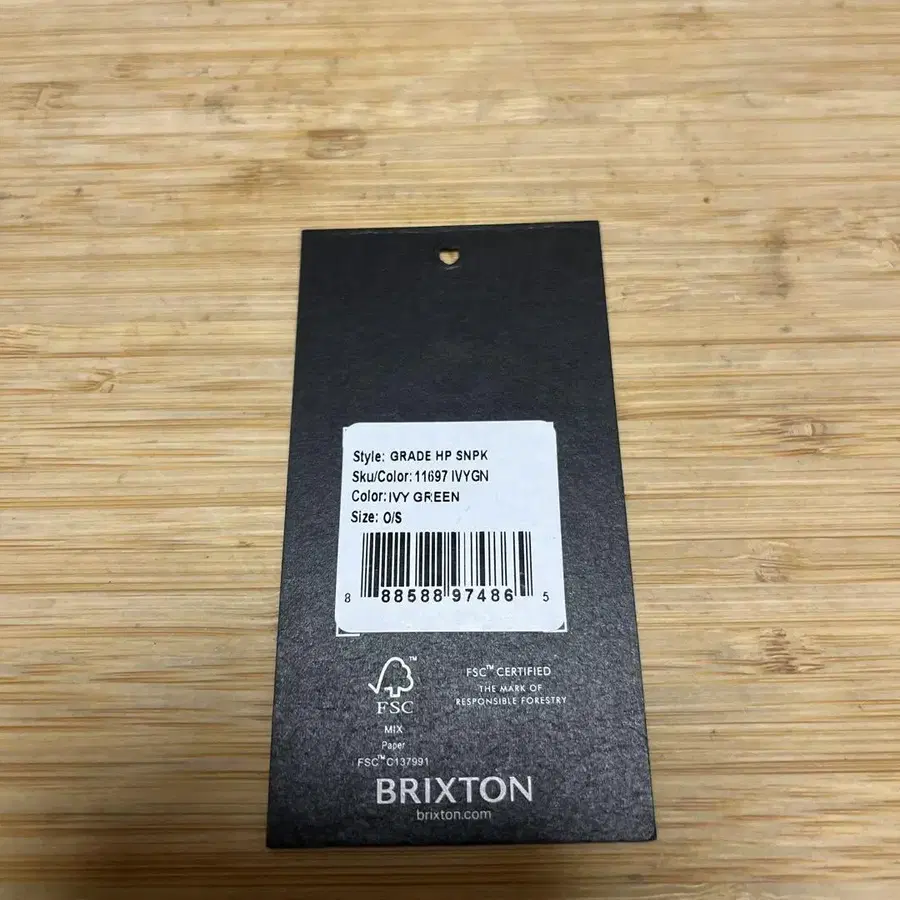 Style: GRADE HP SNPK
Sku/Color: 11697 IVYGN
Color: IVY GREEN
Size: O/S
8 88588 97486 5
FSC™ CERTIFIED
THE MARK OF
RESPONSIBLE FORESTRY
™
FSC
MIX
Paper
FSC™ C137991
BRIXTON
brixton.com